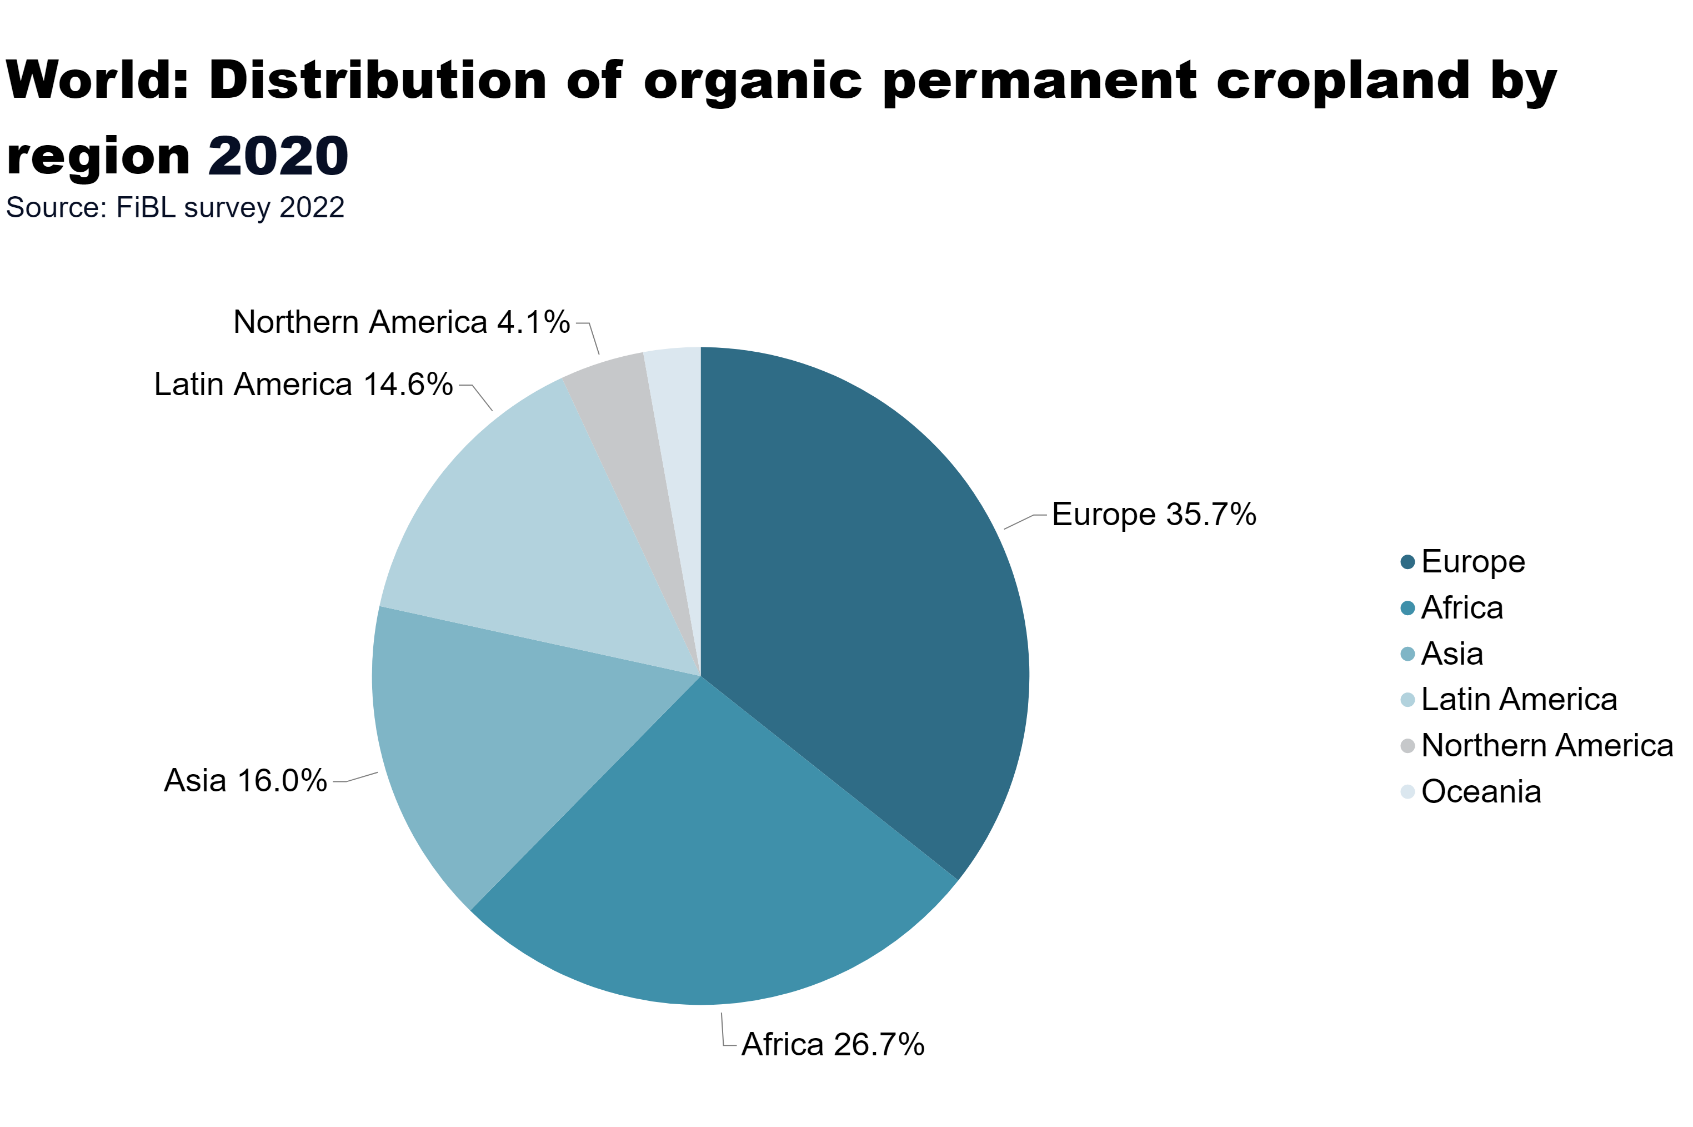 World: Distribution of organic permanent cropland by
region 2020
Source: FiBL survey 2022
Northern America 4.1%
Latin America 14.6%
Europe 35.7%
Asia 16.0%
Africa 26.7%
Europe
Africa
Asia
Latin America
Northern America
Oceania